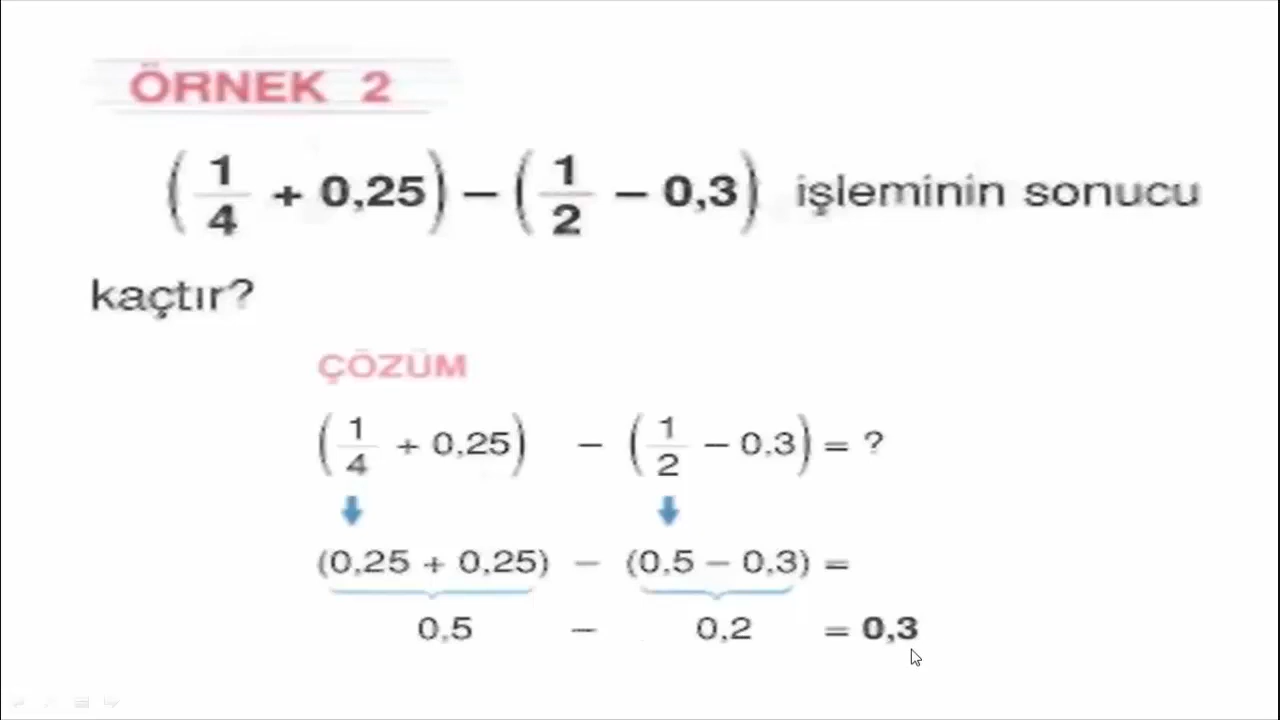 ÖRNEK 2
(1/4 + 0,25) − (1/2 − 0,3) işleminin sonucu
kaçtır?
ÇÖZÜM
(1/4 + 0,25) − (1/2 − 0,3) = ?
(0,25 + 0,25) − (0,5 − 0,3) =
0,5 − 0,2 = 0,3